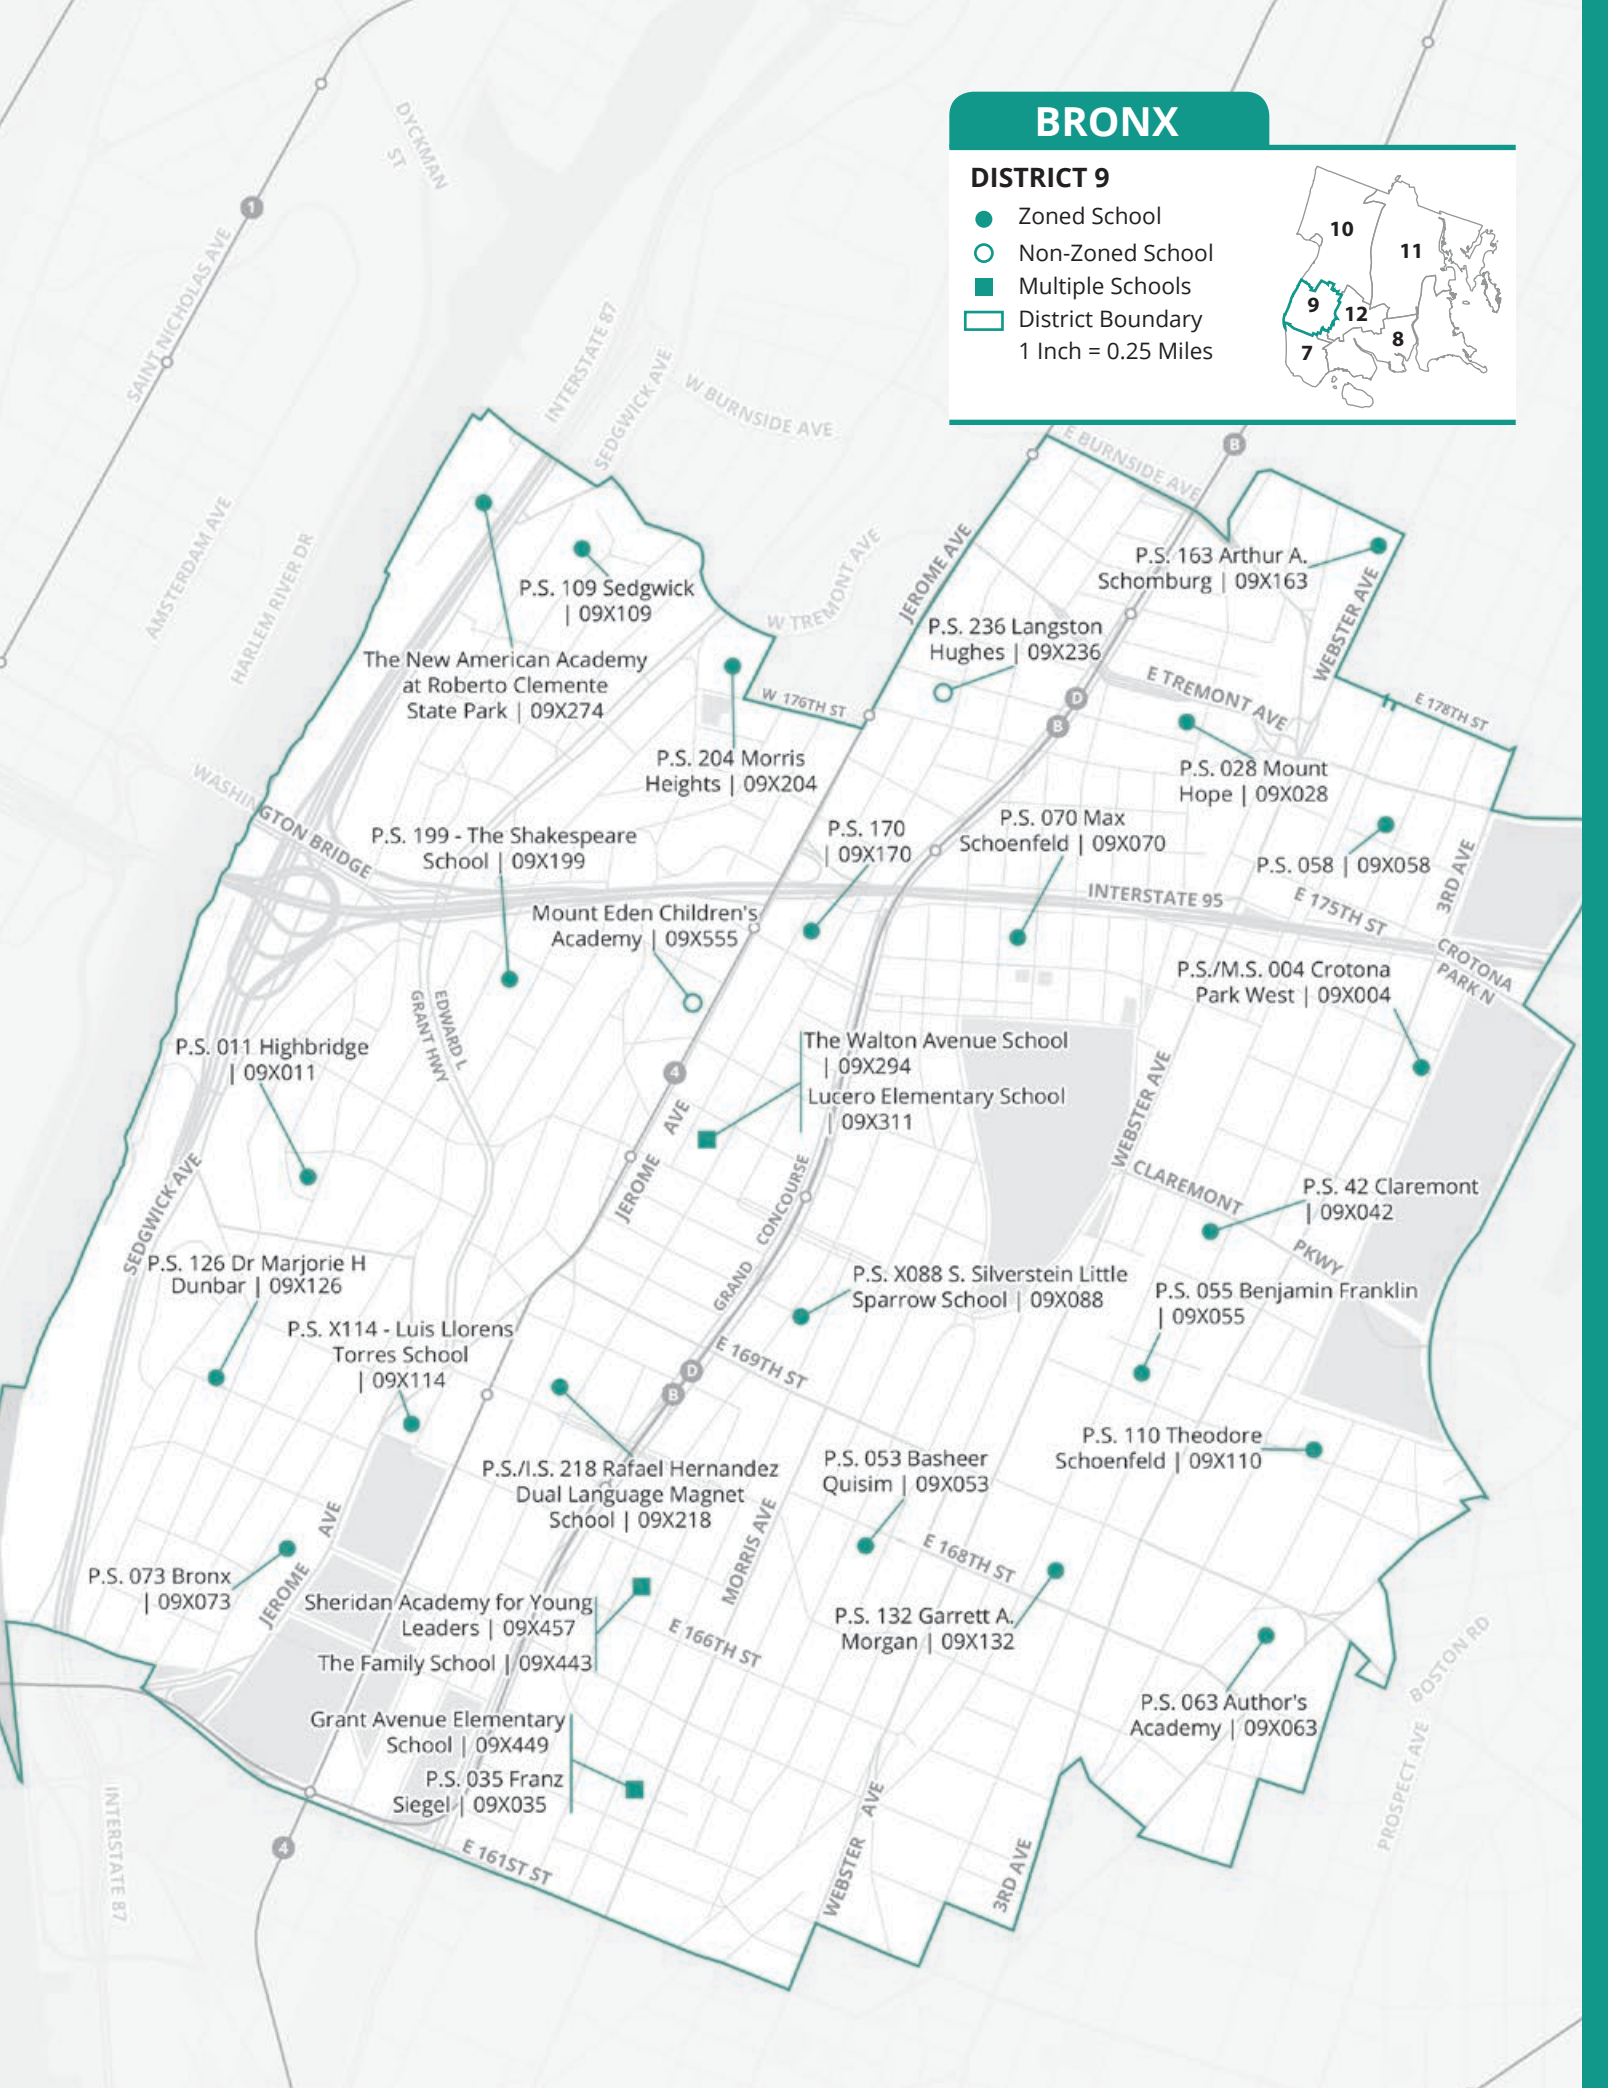 BRONX
DISTRICT 9
Zoned School
Non-Zoned School
Multiple Schools
District Boundary
1 Inch = 0.25 Miles
10
11
9
12
8
7
DYCKMAN
ST
1
SAINT NICHOLAS AVE
INTERSTATE 87
SEDGWICK AVE
W BURNSIDE AVE
E BURNSIDE AVE
B
AMSTERDAM AVE
HARLEM RIVER DR
W TREMONT AVE
JEROME AVE
P.S. 163 Arthur A.
Schomburg | 09X163
WEBSTER AVE
P.S. 109 Sedgwick
| 09X109
P.S. 236 Langston
Hughes | 09X236
The New American Academy
at Roberto Clemente
State Park | 09X274
W 176TH ST
E TREMONT AVE
D
B
E 178TH ST
P.S. 204 Morris
Heights | 09X204
P.S. 028 Mount
Hope | 09X028
WASHINGTON BRIDGE
P.S. 199 - The Shakespeare
School | 09X199
P.S. 170
| 09X170
P.S. 070 Max
Schoenfeld | 09X070
P.S. 058 | 09X058
3RD AVE
INTERSTATE 95
E 175TH ST
Mount Eden Children's
Academy | 09X555
CROTONA
PARK N
P.S./M.S. 004 Crotona
Park West | 09X004
EDWARD L
GRANT HWY
P.S. 011 Highbridge
| 09X011
The Walton Avenue School
| 09X294
Lucero Elementary School
| 09X311
4
JEROME AVE
WEBSTER AVE
CLAREMONT PKWY
P.S. 42 Claremont
| 09X042
SEDGWICK AVE
GRAND CONCOURSE
P.S. 126 Dr Marjorie H
Dunbar | 09X126
P.S. X088 S. Silverstein Little
Sparrow School | 09X088
P.S. 055 Benjamin Franklin
| 09X055
P.S. X114 - Luis Llorens
Torres School
| 09X114
E 169TH ST
D
B
P.S. 110 Theodore
Schoenfeld | 09X110
P.S./I.S. 218 Rafael Hernandez
Dual Language Magnet
School | 09X218
P.S. 053 Basheer
Quisim | 09X053
MORRIS AVE
E 168TH ST
JEROME AVE
P.S. 073 Bronx
| 09X073
Sheridan Academy for Young
Leaders | 09X457
The Family School | 09X443
E 166TH ST
P.S. 132 Garrett A.
Morgan | 09X132
BOSTON RD
P.S. 063 Author's
Academy | 09X063
Grant Avenue Elementary
School | 09X449
P.S. 035 Franz
Siegel | 09X035
PROSPECT AVE
INTERSTATE 87
4
E 161ST ST
WEBSTER AVE
3RD AVE